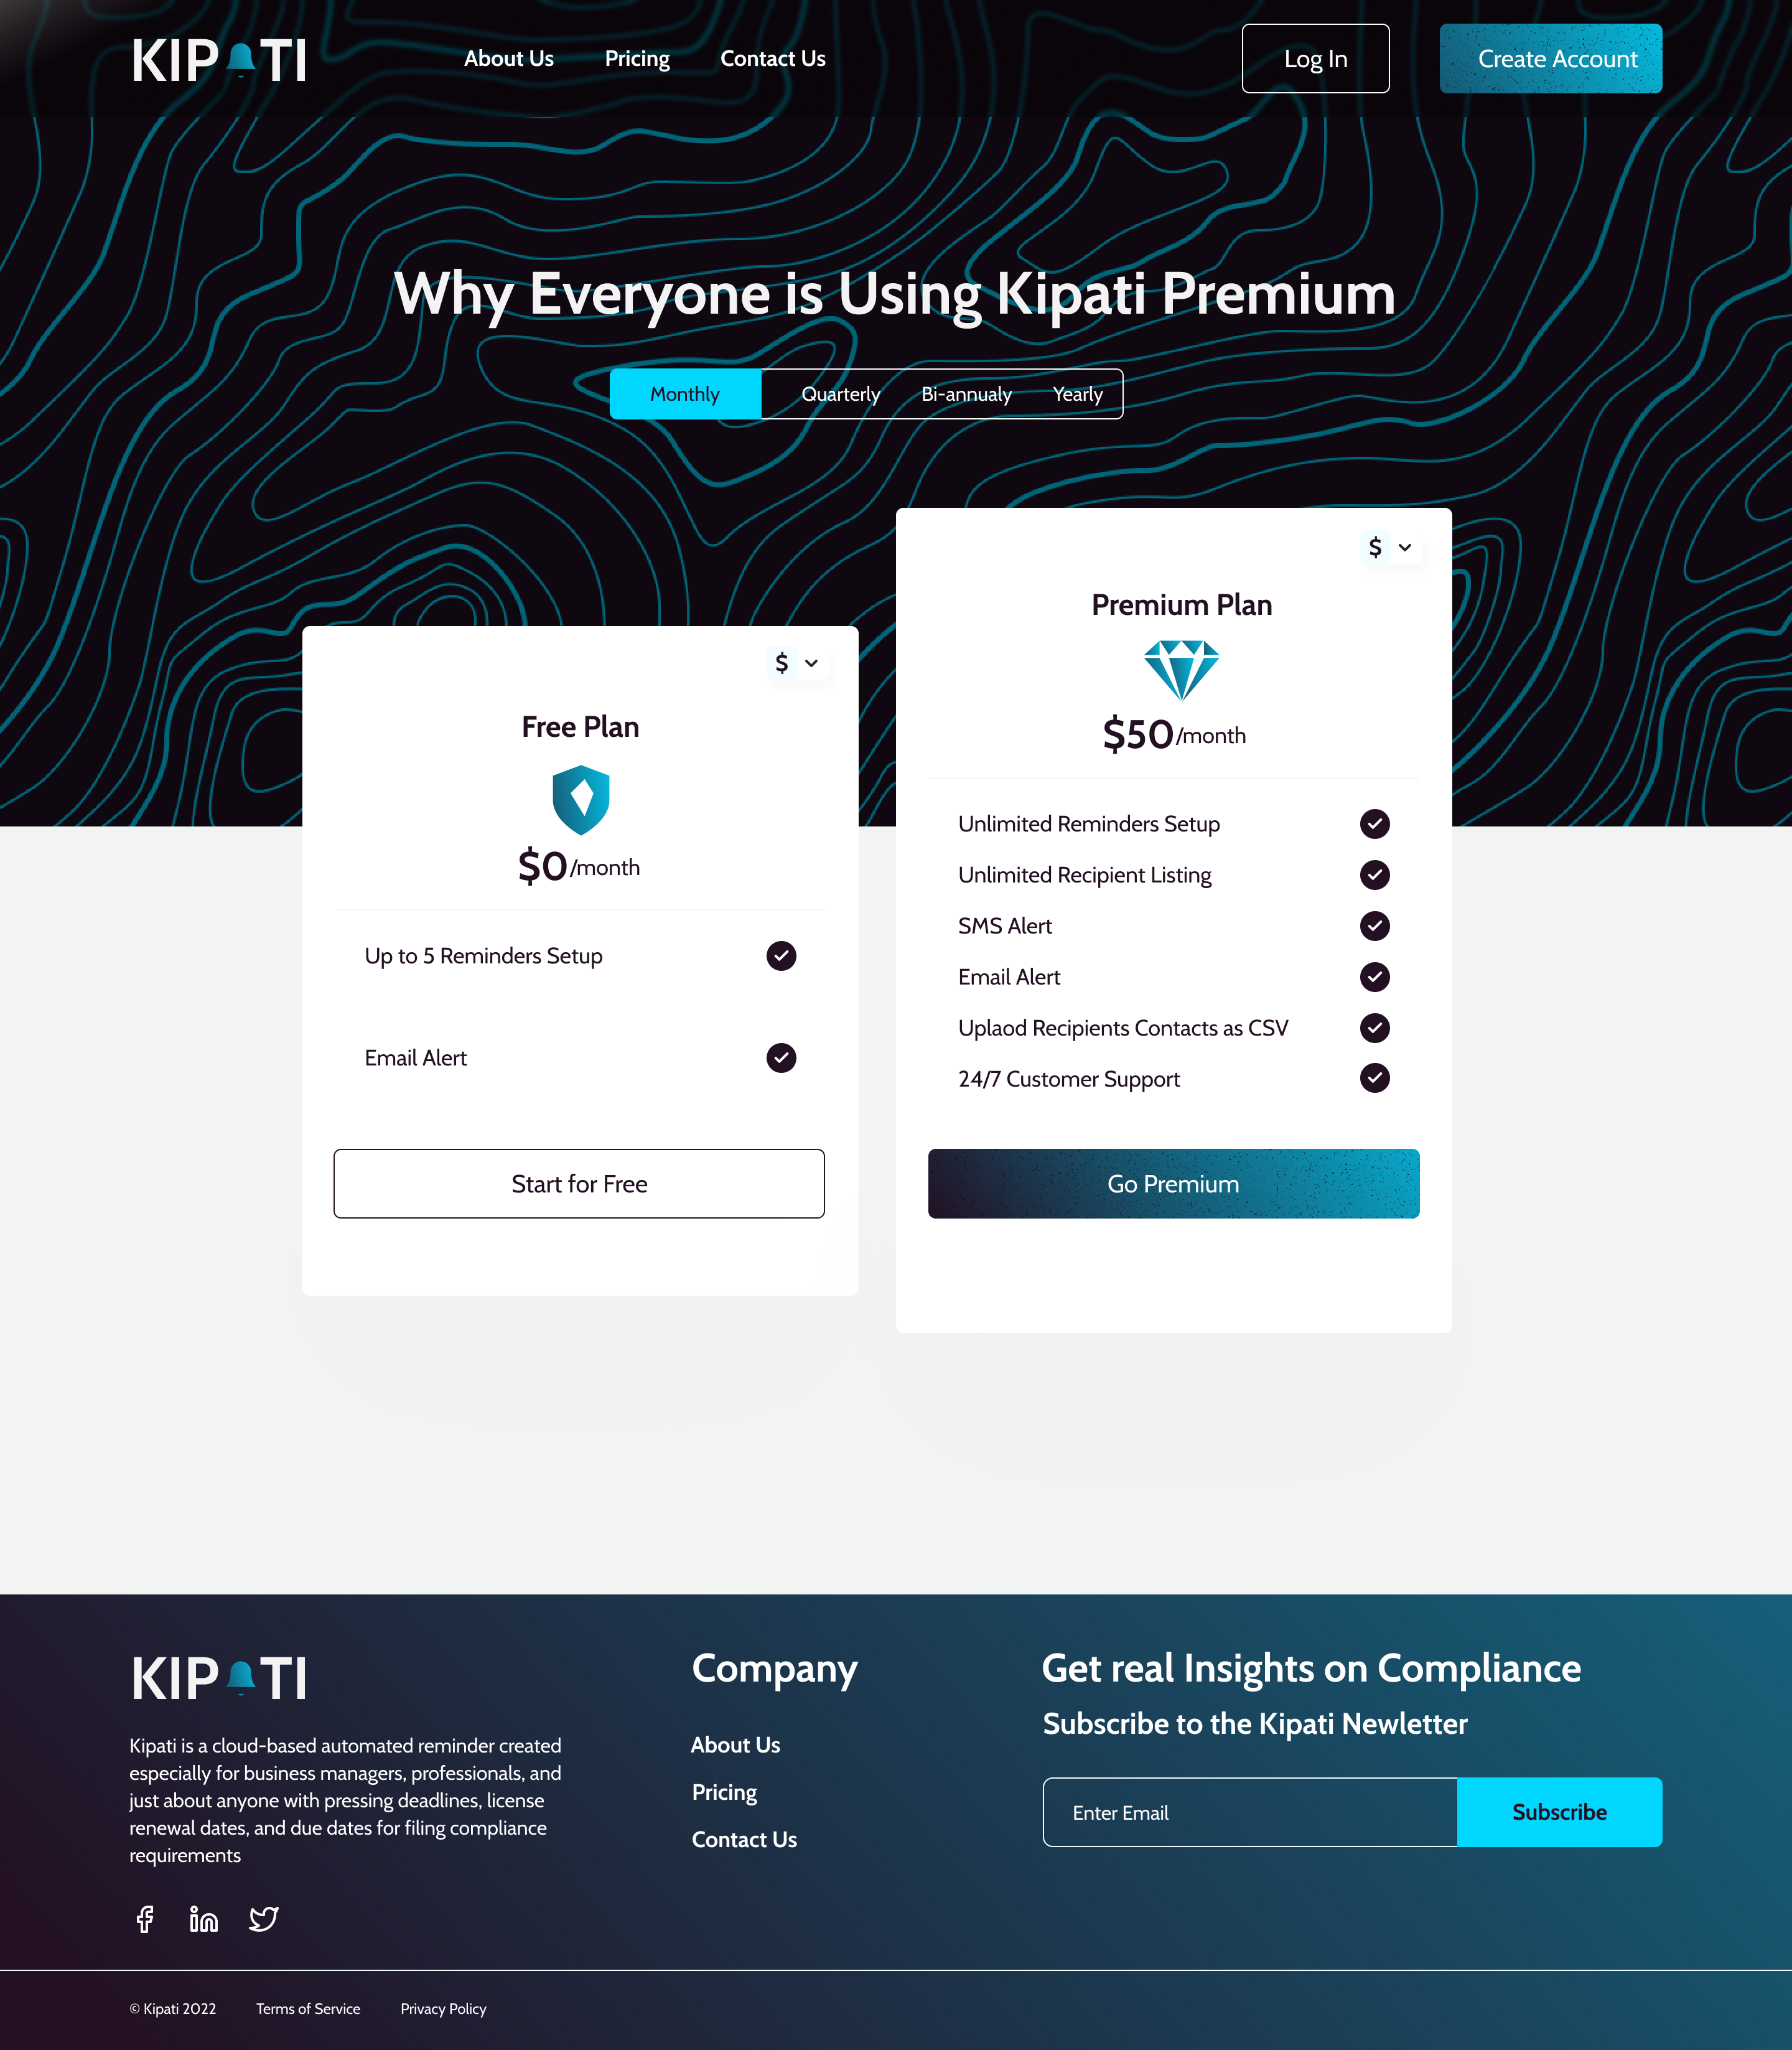 KIPATI
About Us
Pricing
Contact Us
Log In
Create Account
Why Everyone is Using Kipati Premium
Monthly
Quarterly
Bi-annualy
Yearly
$
Free Plan
$0/month
Up to 5 Reminders Setup
Email Alert
Start for Free
$
Premium Plan
$50/month
Unlimited Reminders Setup
Unlimited Recipient Listing
SMS Alert
Email Alert
Uplaod Recipients Contacts as CSV
24/7 Customer Support
Go Premium
KIPATI
Kipati is a cloud-based automated reminder created
especially for business managers, professionals, and
just about anyone with pressing deadlines, license
renewal dates, and due dates for filing compliance
requirements
Company
About Us
Pricing
Contact Us
Get real Insights on Compliance
Subscribe to the Kipati Newletter
Enter Email
Subscribe
© Kipati 2022
Terms of Service
Privacy Policy